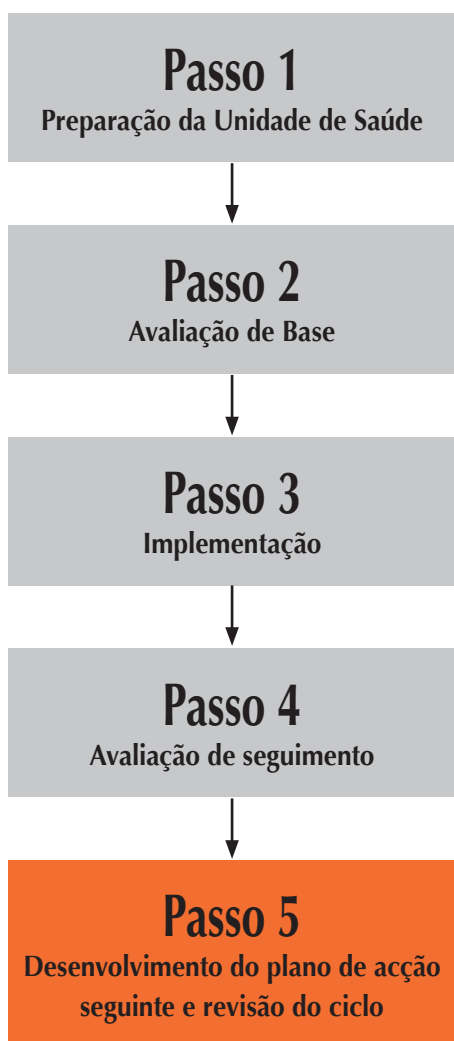 Passo 1
Preparação da Unidade de Saúde
Passo 2
Avaliação de Base
Passo 3
Implementação
Passo 4
Avaliação de seguimento
Passo 5
Desenvolvimento do plano de acção
seguinte e revisão do ciclo